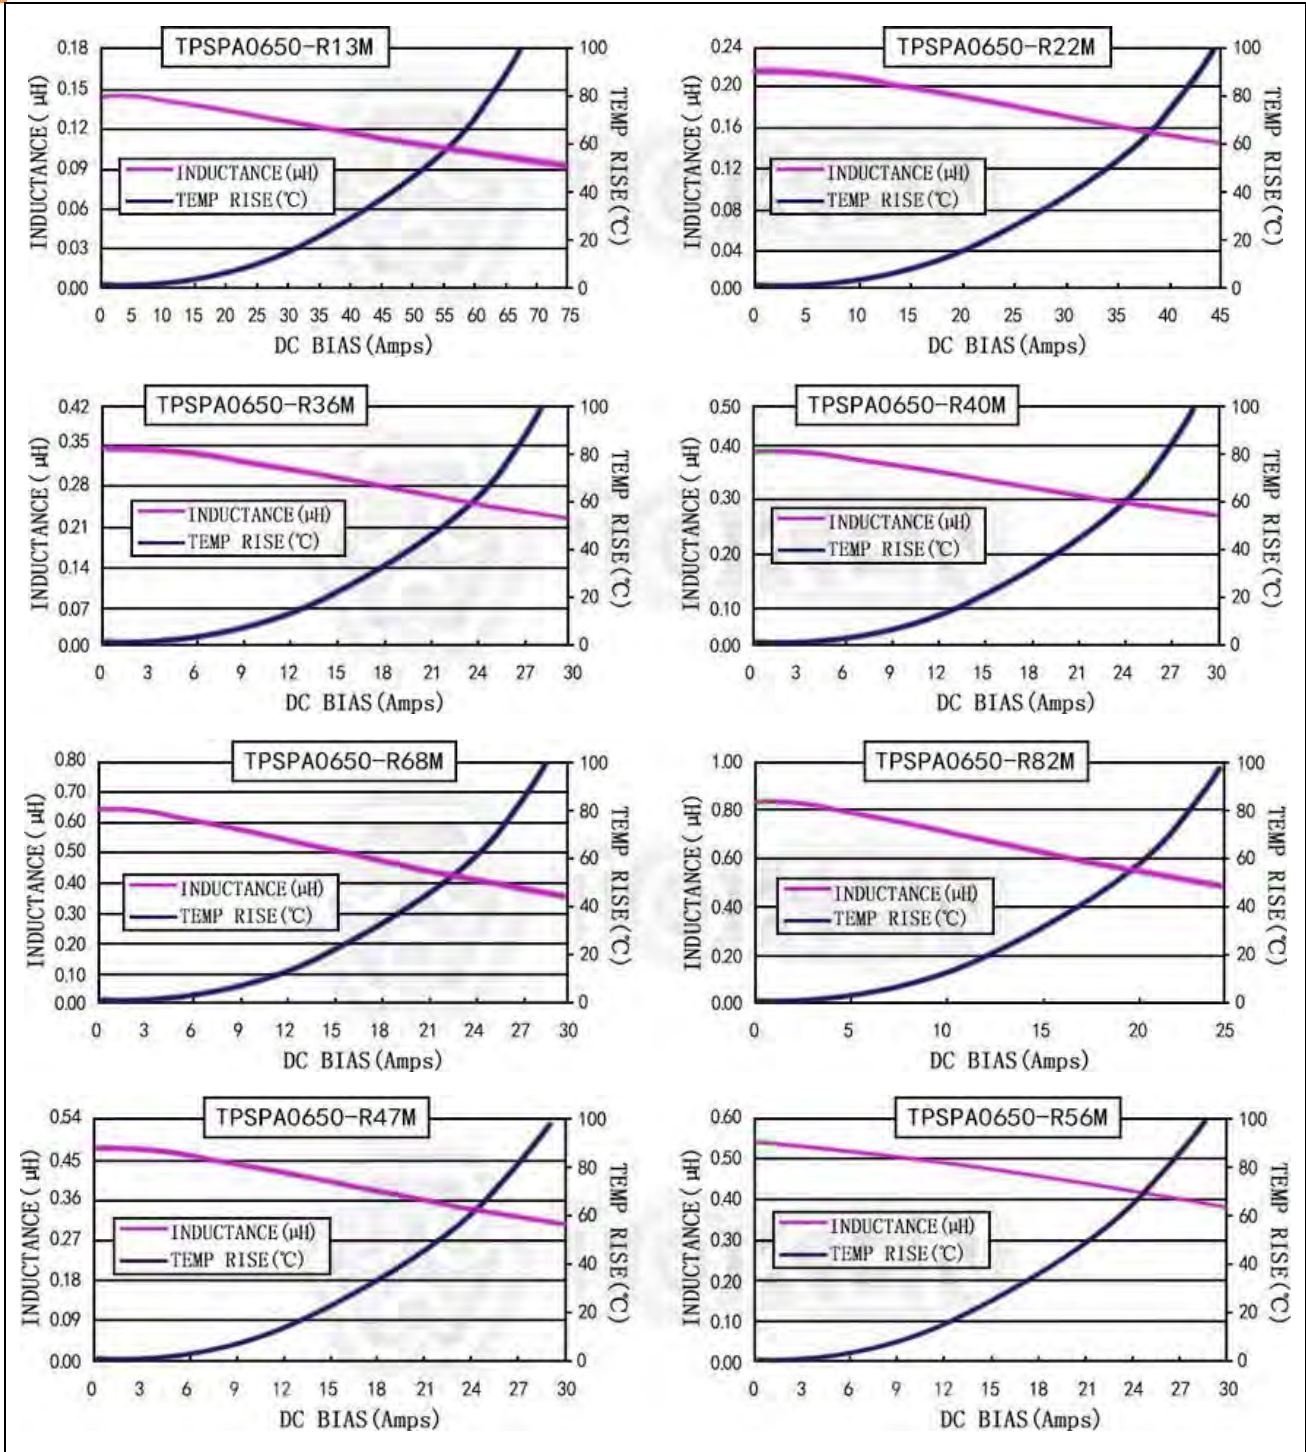 TPSPA0650-R13M
INDUCTANCE( μH)
0.18
0.15
0.12
0.09
0.06
0.03
0.00
INDUCTANCE(μH)
TEMP RISE(℃)
100
80
60
40
20
0
TEMP RISE(℃)
0 5 10 15 20 25 30 35 40 45 50 55 60 65 70 75
DC BIAS(Amps)
TPSPA0650-R22M
INDUCTANCE( μH)
0.24
0.20
0.16
0.12
0.08
0.04
0.00
INDUCTANCE(μH)
TEMP RISE(℃)
100
80
60
40
20
0
TEMP RISE(℃)
0 5 10 15 20 25 30 35 40 45
DC BIAS(Amps)
TPSPA0650-R36M
INDUCTANCE( μH)
0.42
0.35
0.28
0.21
0.14
0.07
0.00
INDUCTANCE(μH)
TEMP RISE(℃)
100
80
60
40
20
0
TEMP RISE(℃)
0 3 6 9 12 15 18 21 24 27 30
DC BIAS(Amps)
TPSPA0650-R40M
INDUCTANCE( μH)
0.50
0.40
0.30
0.20
0.10
0.00
INDUCTANCE(μH)
TEMP RISE(℃)
100
80
60
40
20
0
TEMP RISE(℃)
0 3 6 9 12 15 18 21 24 27 30
DC BIAS(Amps)
TPSPA0650-R68M
INDUCTANCE( μH)
0.80
0.70
0.60
0.50
0.40
0.30
0.20
0.10
0.00
INDUCTANCE(μH)
TEMP RISE(℃)
100
80
60
40
20
0
TEMP RISE(℃)
0 3 6 9 12 15 18 21 24 27 30
DC BIAS(Amps)
TPSPA0650-R82M
INDUCTANCE( μH)
1.00
0.80
0.60
0.40
0.20
0.00
INDUCTANCE(μH)
TEMP RISE(℃)
100
80
60
40
20
0
TEMP RISE(℃)
0 5 10 15 20 25
DC BIAS(Amps)
TPSPA0650-R47M
INDUCTANCE( μH)
0.54
0.45
0.36
0.27
0.18
0.09
0.00
INDUCTANCE(μH)
TEMP RISE(℃)
100
80
60
40
20
0
TEMP RISE(℃)
0 3 6 9 12 15 18 21 24 27 30
DC BIAS(Amps)
TPSPA0650-R56M
INDUCTANCE( μH)
0.60
0.50
0.40
0.30
0.20
0.10
0.00
INDUCTANCE(μH)
TEMP RISE(℃)
100
80
60
40
20
0
TEMP RISE(℃)
0 3 6 9 12 15 18 21 24 27 30
DC BIAS(Amps)